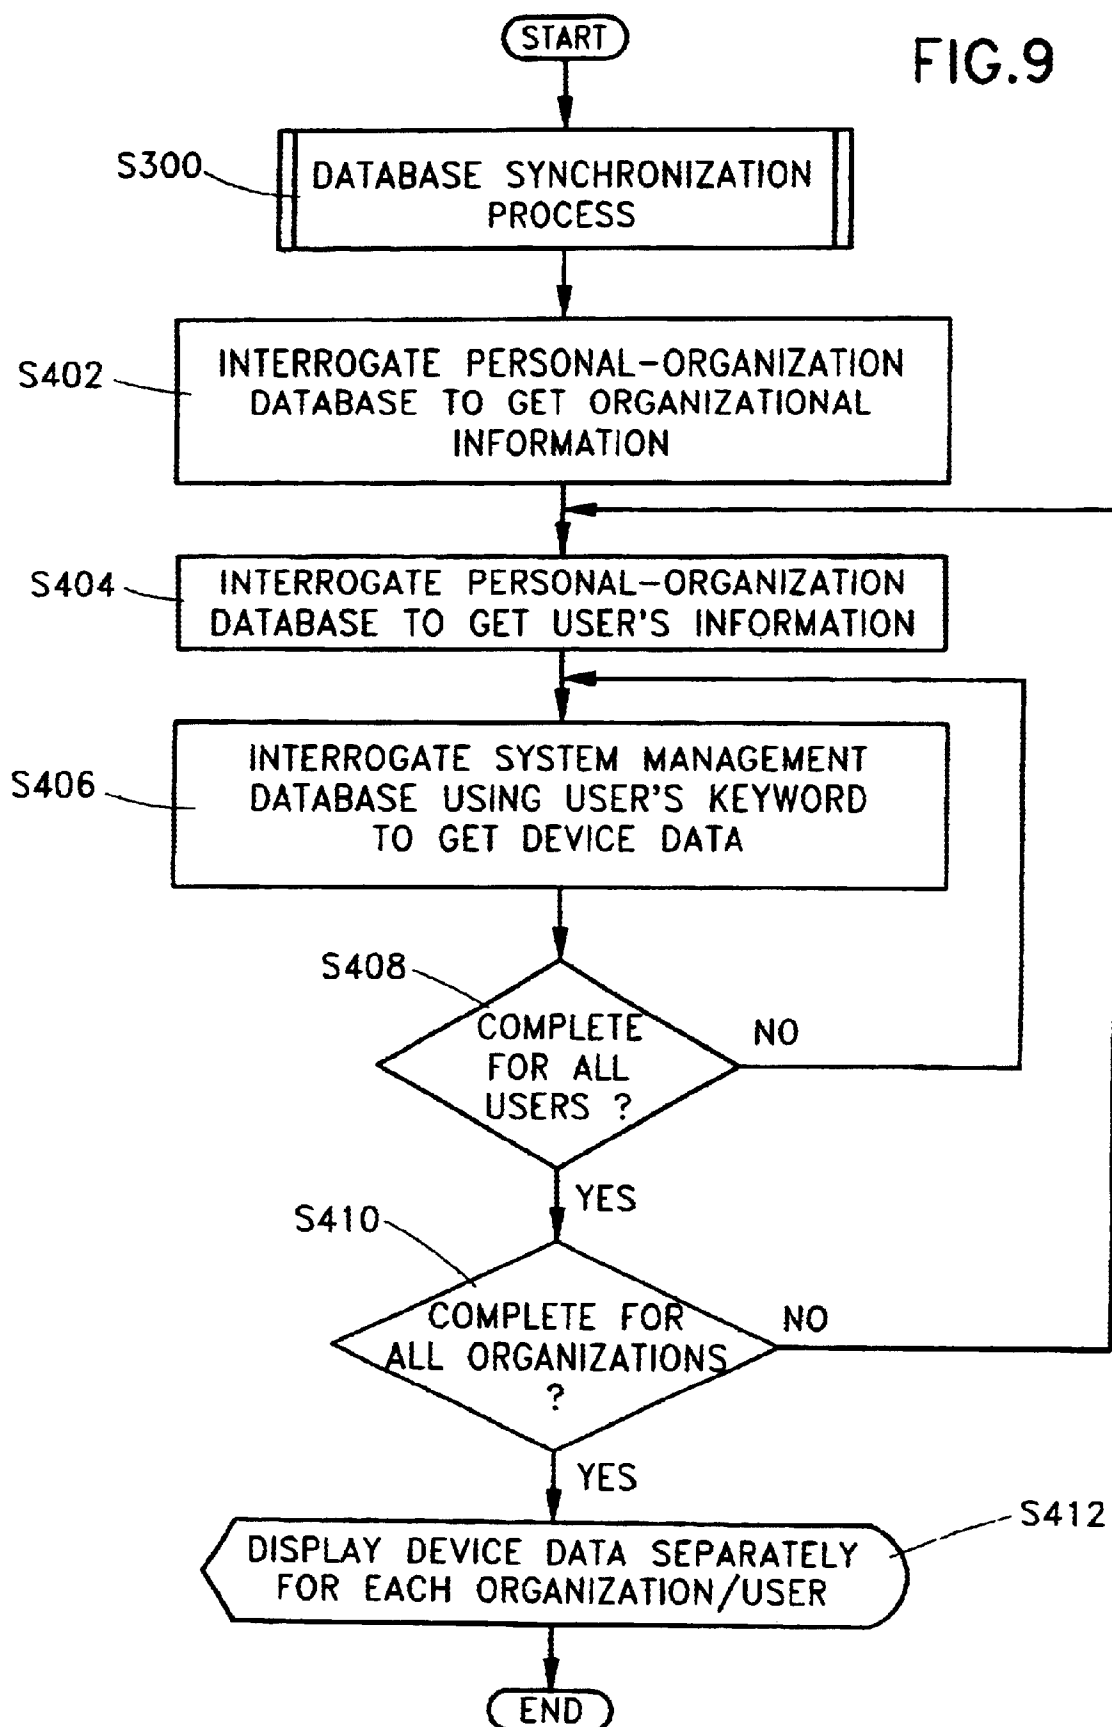 START
FIG.9
S300
DATABASE SYNCHRONIZATION
PROCESS
S402
INTERROGATE PERSONAL-ORGANIZATION
DATABASE TO GET ORGANIZATIONAL
INFORMATION
S404
INTERROGATE PERSONAL-ORGANIZATION
DATABASE TO GET USER'S INFORMATION
S406
INTERROGATE SYSTEM MANAGEMENT
DATABASE USING USER'S KEYWORD
TO GET DEVICE DATA
S408
COMPLETE
FOR ALL
USERS ?
NO
YES
S410
COMPLETE FOR
ALL ORGANIZATIONS
?
NO
YES
S412
DISPLAY DEVICE DATA SEPARATELY
FOR EACH ORGANIZATION/USER
END